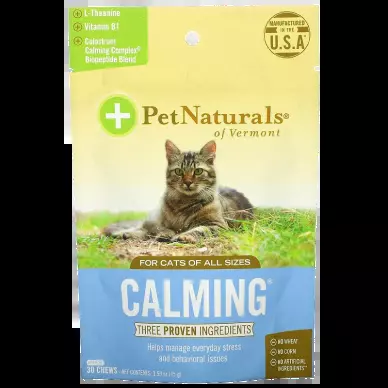 + L-Theanine
+ Vitamin B1
+ Colostrum
Calming Complex®
Biopeptide Blend
MANUFACTURED
IN THE
U.S.A.
+ PetNaturals®
of Vermont
FOR CATS OF ALL SIZES
CALMING®
THREE PROVEN INGREDIENTS
Helps manage everyday stress
and behavioral issues
30 CHEWS
NO WHEAT
NO CORN
NO ARTIFICIAL
INGREDIENTS